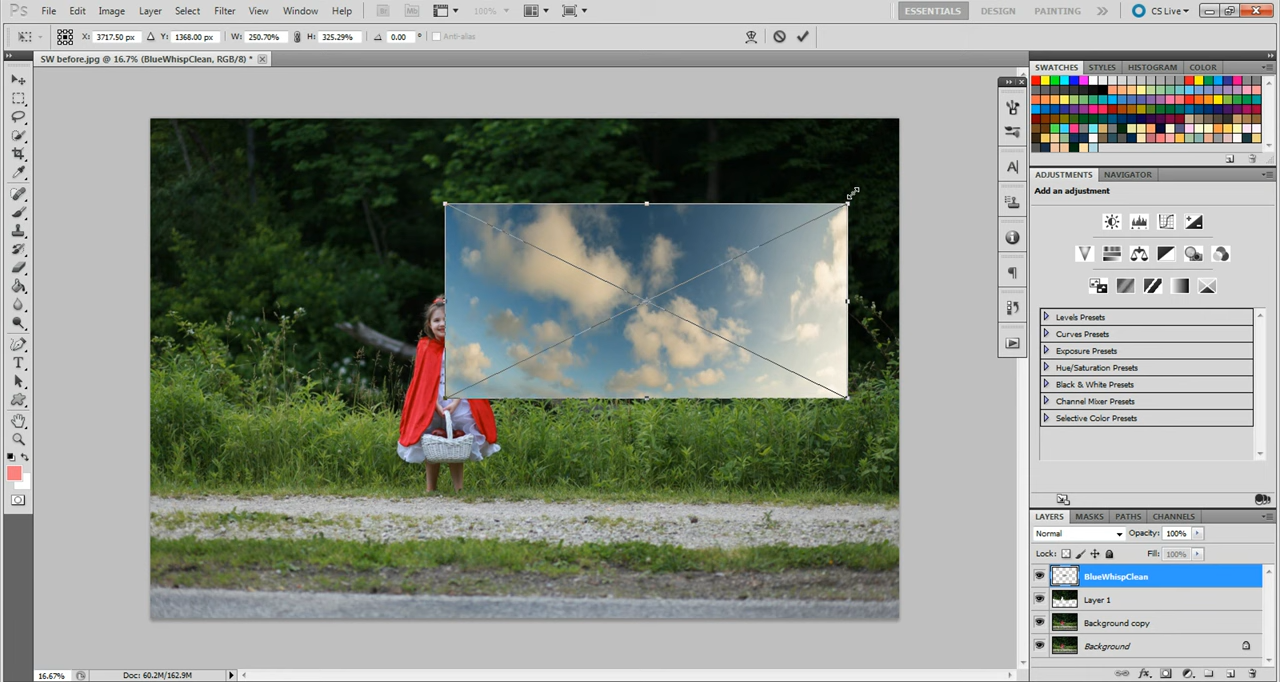 Ps File Edit Image Layer Select Filter View Window Help Br Mb 100% ESSENTIALS DESIGN PAINTING CS Live
X: 3717.50 px Y: 1368.00 px W: 250.70% H: 325.29% 0.00 ° Anti-alias
SW before.jpg @ 16.7% (BlueWhispClean, RGB/8) *
SWATCHES STYLES HISTOGRAM COLOR
ADJUSTMENTS NAVIGATOR
Add an adjustment
Levels Presets
Curves Presets
Exposure Presets
Hue/Saturation Presets
Black & White Presets
Channel Mixer Presets
Selective Color Presets
LAYERS MASKS PATHS CHANNELS
Normal Opacity: 100%
Lock: Fill: 100%
BlueWhispClean
Layer 1
Background copy
Background
16.67% Doc: 60.2M/162.9M